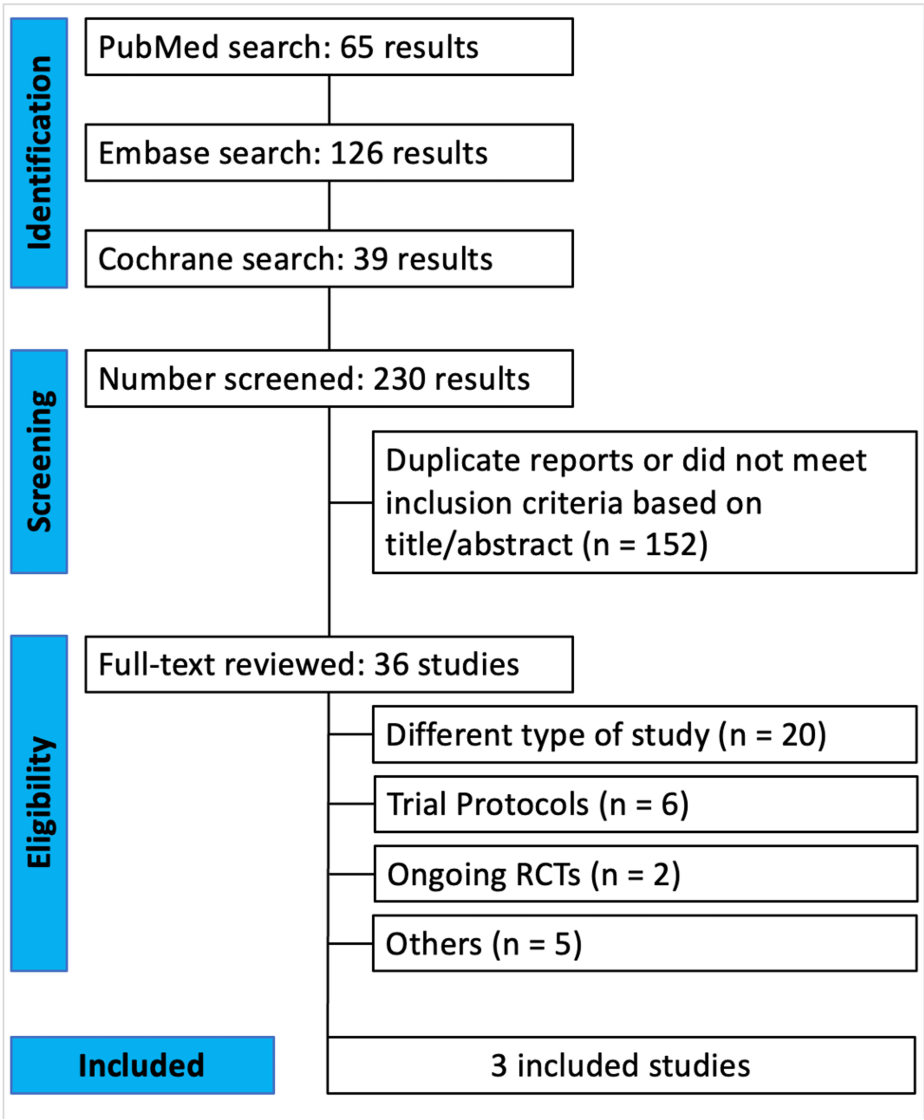 Identification
PubMed search: 65 results
Embase search: 126 results
Cochrane search: 39 results
Screening
Number screened: 230 results
Duplicate reports or did not meet
inclusion criteria based on
title/abstract (n = 152)
Eligibility
Full-text reviewed: 36 studies
Different type of study (n = 20)
Trial Protocols (n = 6)
Ongoing RCTs (n = 2)
Others (n = 5)
Included
3 included studies